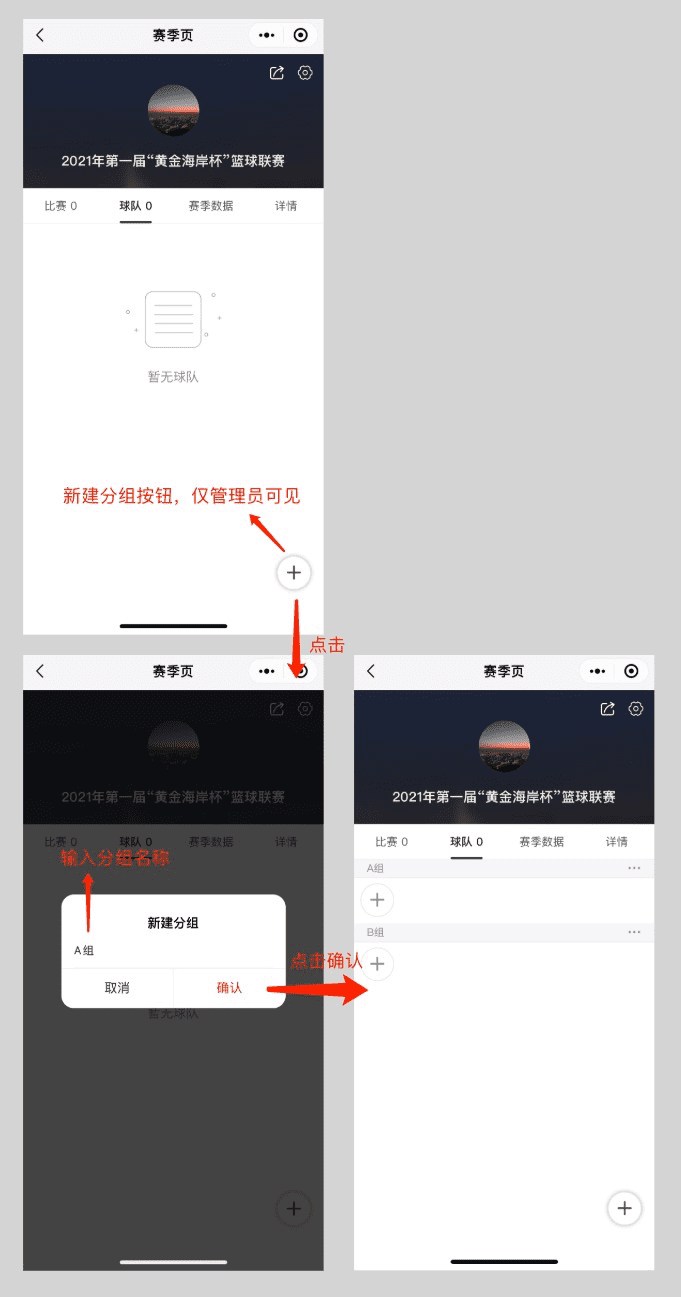 赛季页
2021年第一届“黄金海岸杯”篮球联赛
比赛 0 球队 0 赛季数据 详情
暂无球队
新建分组按钮，仅管理员可见
点击
赛季页
2021年第一届“黄金海岸杯”篮球联赛
比赛 0 球队 0 赛季数据 详情
输入分组名称
新建分组
A组
取消 确认
暂无球队
点击确认
赛季页
2021年第一届“黄金海岸杯”篮球联赛
比赛 0 球队 0 赛季数据 详情
A组
B组